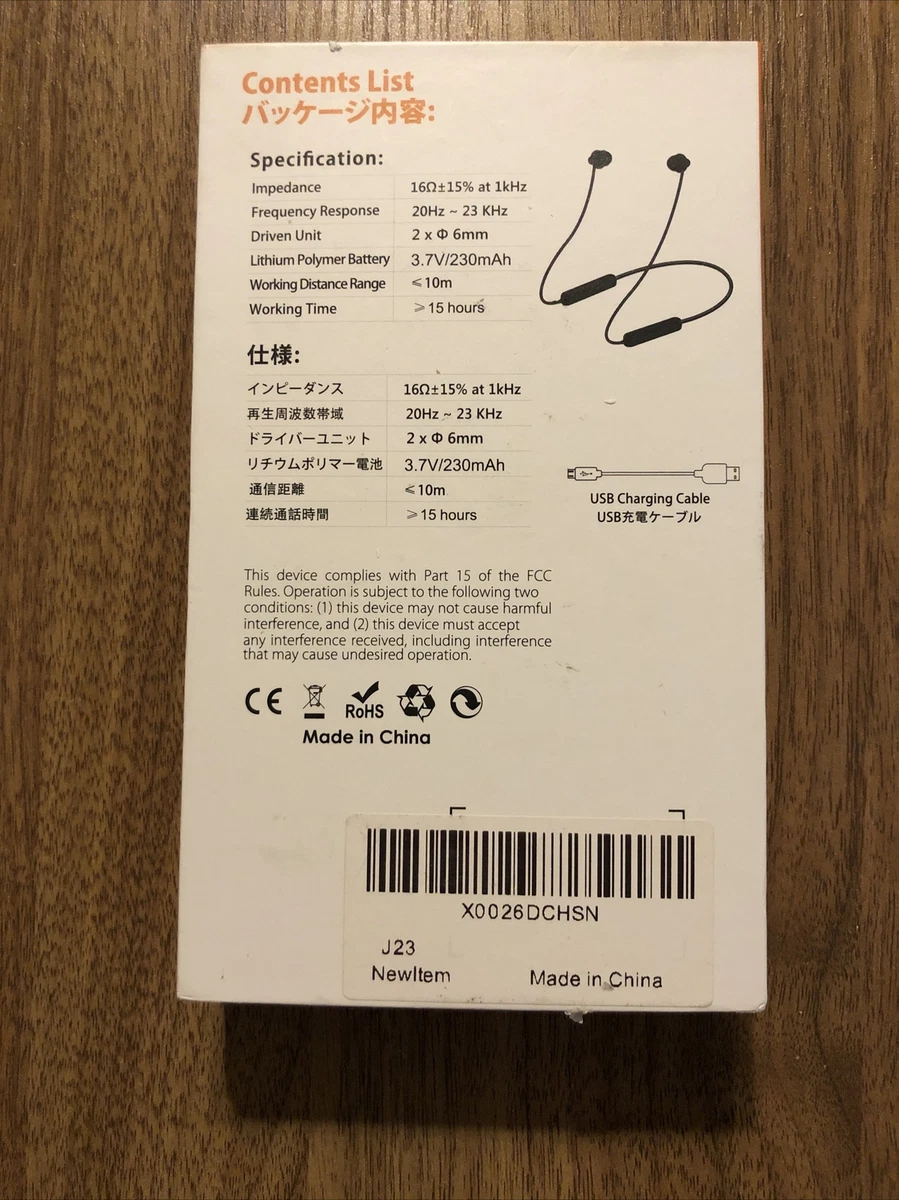 Contents List
バッケージ内容:
Specification:
Impedance 16Ω±15% at 1kHz
Frequency Response 20Hz ~ 23 KHz
Driven Unit 2 x Φ 6mm
Lithium Polymer Battery 3.7V/230mAh
Working Distance Range ≤10m
Working Time ≥15 hours
仕様:
インピーダンス 16Ω±15% at 1kHz
再生周波数帯域 20Hz ~ 23 KHz
ドライバーユニット 2 x Φ 6mm
リチウムポリマー電池 3.7V/230mAh
通信距離 ≤10m
連続通話時間 ≥15 hours
USB Charging Cable
USB充電ケーブル
This device complies with Part 15 of the FCC
Rules. Operation is subject to the following two
conditions: (1) this device may not cause harmful
interference, and (2) this device must accept
any interference received, including interference
that may cause undesired operation.
CE RoHS
Made in China
X0026DCHSN
J23
NewItem Made in China